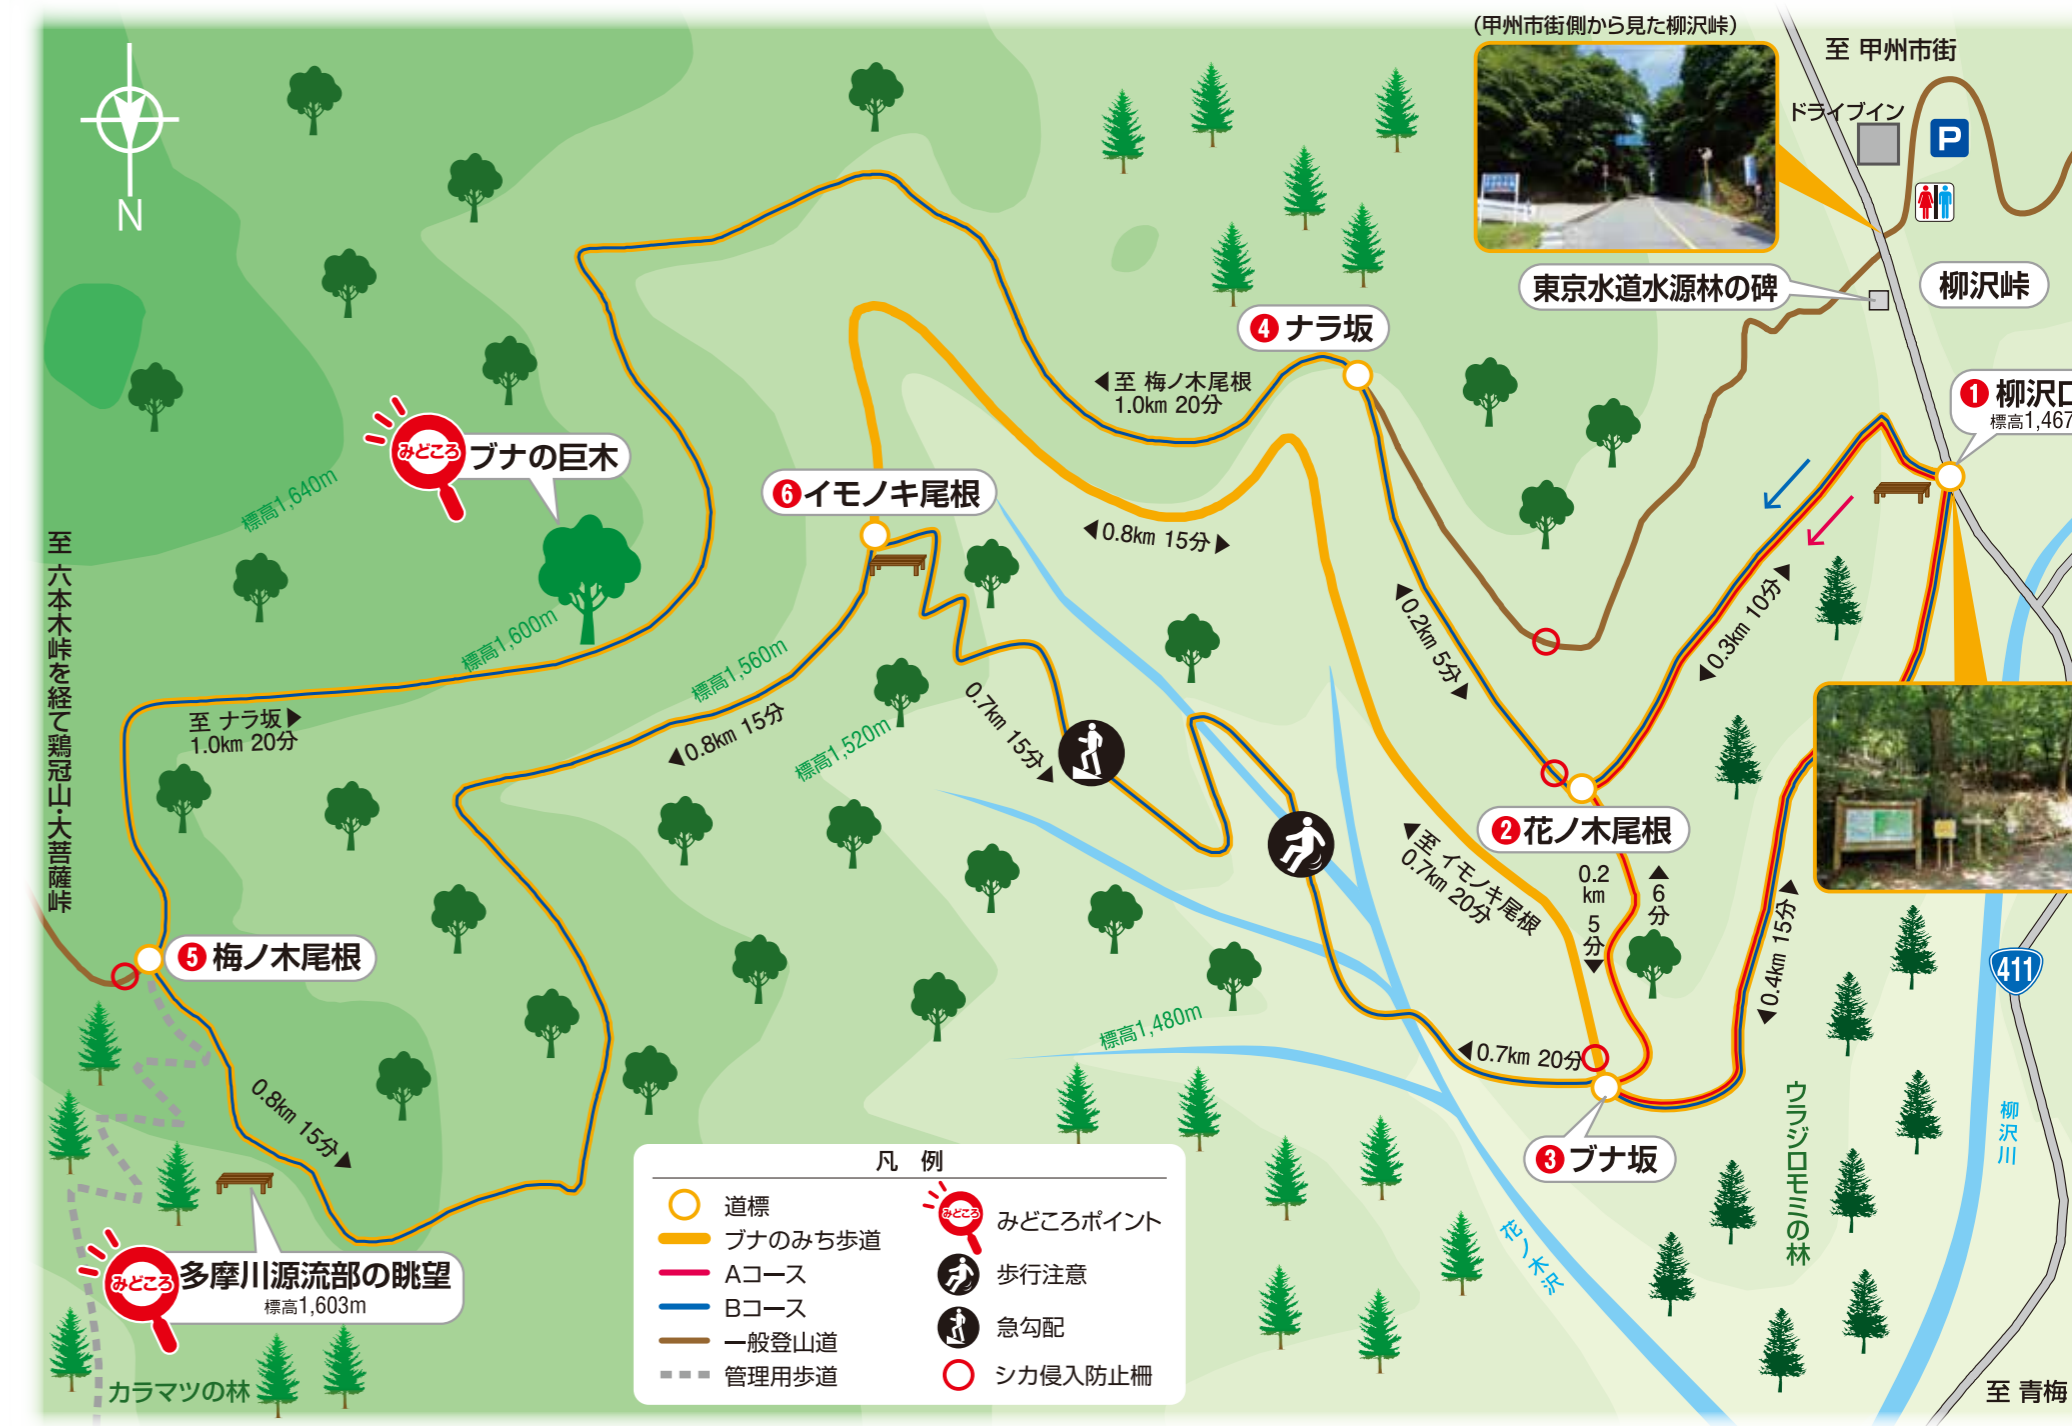 (甲州市街側から見た柳沢峠)
至 甲州市街
ドライブイン
P
N
東京水道水源林の碑
柳沢峠
4 ナラ坂
1 柳沢口
標高1,467
至 梅ノ木尾根
1.0km 20分
みどころ
ブナの巨木
6 イモノキ尾根
標高1,640m
0.8km 15分
至 六本木峠を経て鶏冠山・大菩薩峠
0.3km 10分
0.2km 5分
標高1,600m
標高1,560m
至 ナラ坂
1.0km 20分
0.8km 15分
標高1,520m
0.7km 15分
2 花ノ木尾根
至 イモノキ尾根
0.7km 20分
0.2
km
5分
6分
0.4km 15分
5 梅ノ木尾根
411
標高1,480m
0.7km 20分
0.8km 15分
3 ブナ坂
ウラジロモミの林
柳沢川
花ノ木沢
みどころ
多摩川源流部の眺望
標高1,603m
カラマツの林
凡 例
道標
ブナのみち歩道
Aコース
Bコース
一般登山道
管理用歩道
みどころ
みどころポイント
歩行注意
急勾配
シカ侵入防止柵
至 青梅